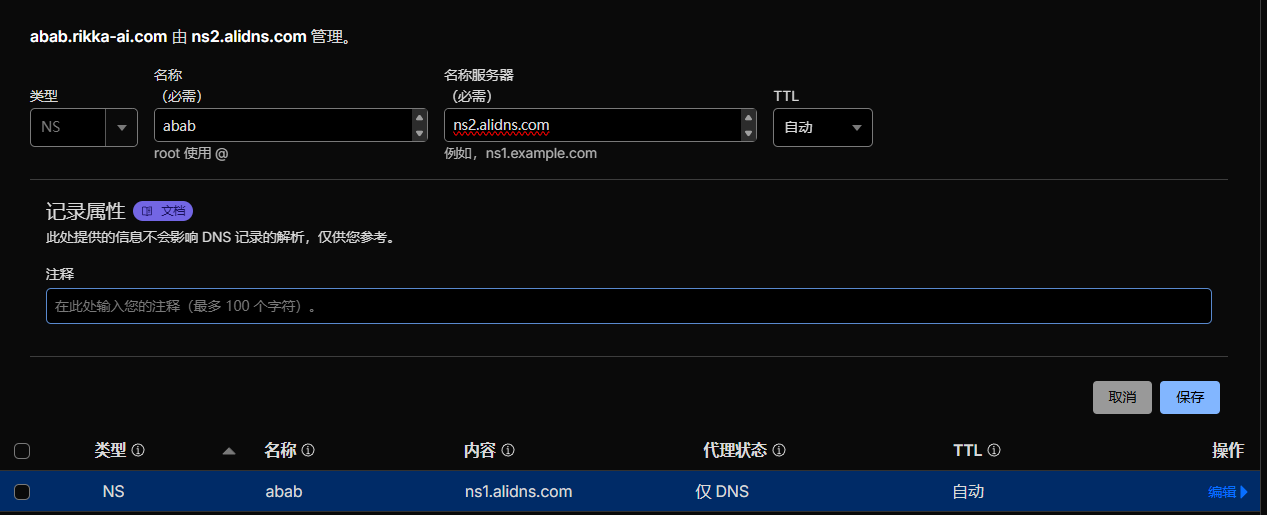 abab.rikka-ai.com 由 ns2.alidns.com 管理。
类型
NS
名称
（必需）
abab
root 使用 @
名称服务器
（必需）
ns2.alidns.com
例如，ns1.example.com
TTL
自动
记录属性 文档
此处提供的信息不会影响 DNS 记录的解析，仅供您参考。
注释
在此处输入您的注释（最多 100 个字符）。
取消 保存
类型 名称 内容 代理状态 TTL 操作
NS abab ns1.alidns.com 仅 DNS 自动 编辑